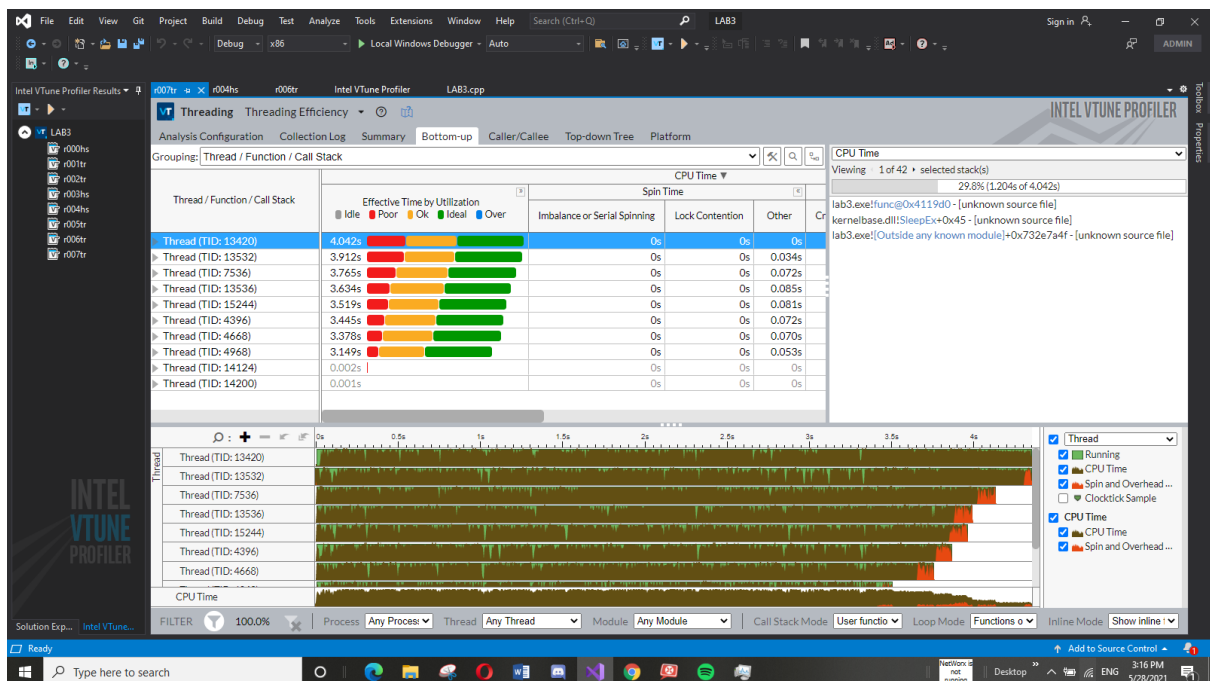 File Edit View Git Project Build Debug Test Analyze Tools Extensions Window Help Search (Ctrl+Q) LAB3 Sign in
Debug x86 Local Windows Debugger Auto ADMIN
Intel VTune Profiler Results r007tr r004hs r006tr Intel VTune Profiler LAB3.cpp
Toolbox
Properties
LAB3
r000hs
r001tr
r002tr
r003hs
r004hs
r005tr
r006tr
r007tr
VT Threading Threading Efficiency INTEL VTUNE PROFILER
Analysis Configuration Collection Log Summary Bottom-up Caller/Callee Top-down Tree Platform
Grouping: Thread / Function / Call Stack
CPU Time
Viewing 1 of 42 selected stack(s)
29.8% (1.204s of 4.042s)
lab3.exe!func@0x4119d0 - [unknown source file]
kernelbase.dll!SleepEx+0x45 - [unknown source file]
lab3.exe![Outside any known module]+0x732e7a4f - [unknown source file]
Thread / Function / Call Stack
CPU Time
Effective Time by Utilization
Idle Poor Ok Ideal Over
Spin Time
Imbalance or Serial Spinning Lock Contention Other Cr
Thread (TID: 13420) 4.042s 0s 0s 0s
Thread (TID: 13532) 3.912s 0s 0s 0.034s
Thread (TID: 7536) 3.765s 0s 0s 0.072s
Thread (TID: 13536) 3.634s 0s 0s 0.085s
Thread (TID: 15244) 3.519s 0s 0s 0.081s
Thread (TID: 4396) 3.445s 0s 0s 0.072s
Thread (TID: 4668) 3.378s 0s 0s 0.070s
Thread (TID: 4968) 3.149s 0s 0s 0.053s
Thread (TID: 14124) 0.002s 0s 0s 0s
Thread (TID: 14200) 0.001s 0s 0s 0s
0s 0.5s 1s 1.5s 2s 2.5s 3s 3.5s 4s
Thread
Thread (TID: 13420)
Thread (TID: 13532)
Thread (TID: 7536)
Thread (TID: 13536)
Thread (TID: 15244)
Thread (TID: 4396)
Thread (TID: 4668)
CPU Time
Thread
Running
CPU Time
Spin and Overhead ...
Clocktick Sample
CPU Time
CPU Time
Spin and Overhead ...
INTEL
VTUNE
PROFILER
FILTER 100.0% Process Any Process Thread Any Thread Module Any Module Call Stack Mode User functio Loop Mode Functions o Inline Mode Show inline
Solution Exp... Intel VTune...
Ready Add to Source Control 1
Type here to search NetWorx is not running Desktop ENG 3:16 PM
5/28/2021